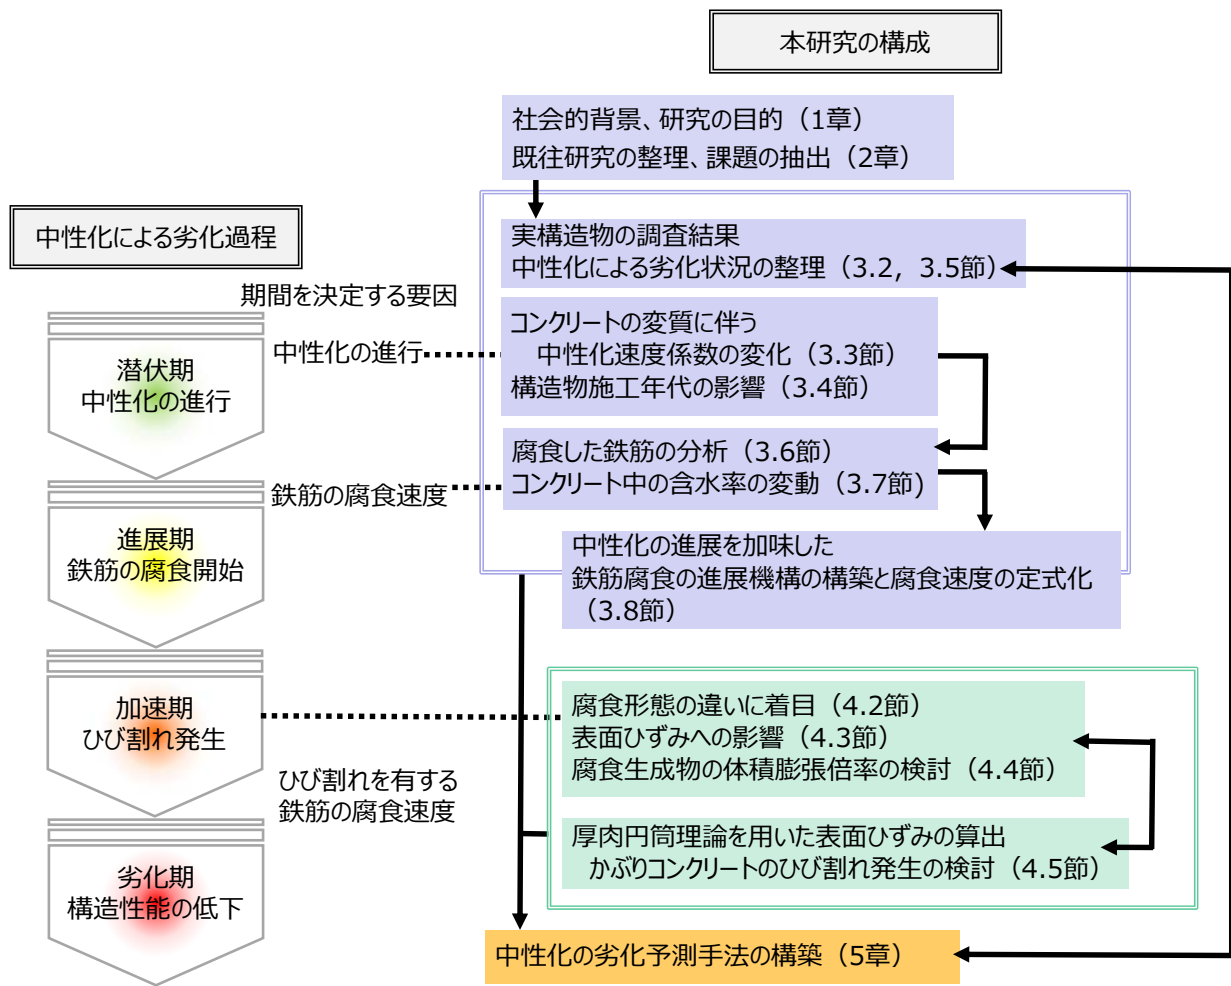 本研究の構成
社会的背景、研究の目的（1章）
既往研究の整理、課題の抽出（2章）
実構造物の調査結果
中性化による劣化状況の整理（3.2，3.5節）
コンクリートの変質に伴う
中性化速度係数の変化（3.3節）
構造物施工年代の影響（3.4節）
腐食した鉄筋の分析（3.6節）
コンクリート中の含水率の変動（3.7節)
中性化の進展を加味した
鉄筋腐食の進展機構の構築と腐食速度の定式化
（3.8節）
腐食形態の違いに着目（4.2節）
表面ひずみへの影響（4.3節）
腐食生成物の体積膨張倍率の検討（4.4節）
厚肉円筒理論を用いた表面ひずみの算出
かぶりコンクリートのひび割れ発生の検討（4.5節）
中性化の劣化予測手法の構築（5章）
中性化による劣化過程
期間を決定する要因
潜伏期
中性化の進行
中性化の進行
進展期
鉄筋の腐食開始
鉄筋の腐食速度
加速期
ひび割れ発生
ひび割れを有する
鉄筋の腐食速度
劣化期
構造性能の低下